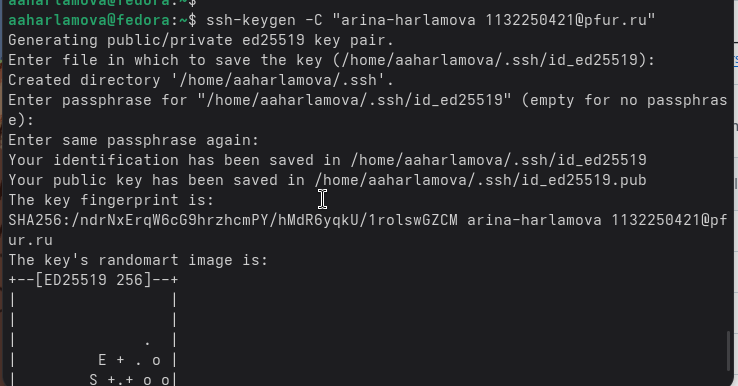 aaharlamova@fedora:~$
aaharlamova@fedora:~$ ssh-keygen -C "arina-harlamova 1132250421@pfur.ru"
Generating public/private ed25519 key pair.
Enter file in which to save the key (/home/aaharlamova/.ssh/id_ed25519):
Created directory '/home/aaharlamova/.ssh'.
Enter passphrase for "/home/aaharlamova/.ssh/id_ed25519" (empty for no passphras
e):
Enter same passphrase again:
Your identification has been saved in /home/aaharlamova/.ssh/id_ed25519
Your public key has been saved in /home/aaharlamova/.ssh/id_ed25519.pub
The key fingerprint is:
SHA256:/ndrNxErqW6cG9hrzhcmPY/hMdR6yqkU/1rolswGZCM arina-harlamova 1132250421@pf
ur.ru
The key's randomart image is:
+--[ED25519 256]--+
|                 |
|                 |
|              .  |
|         E + . o |
|        S +.+ o o|